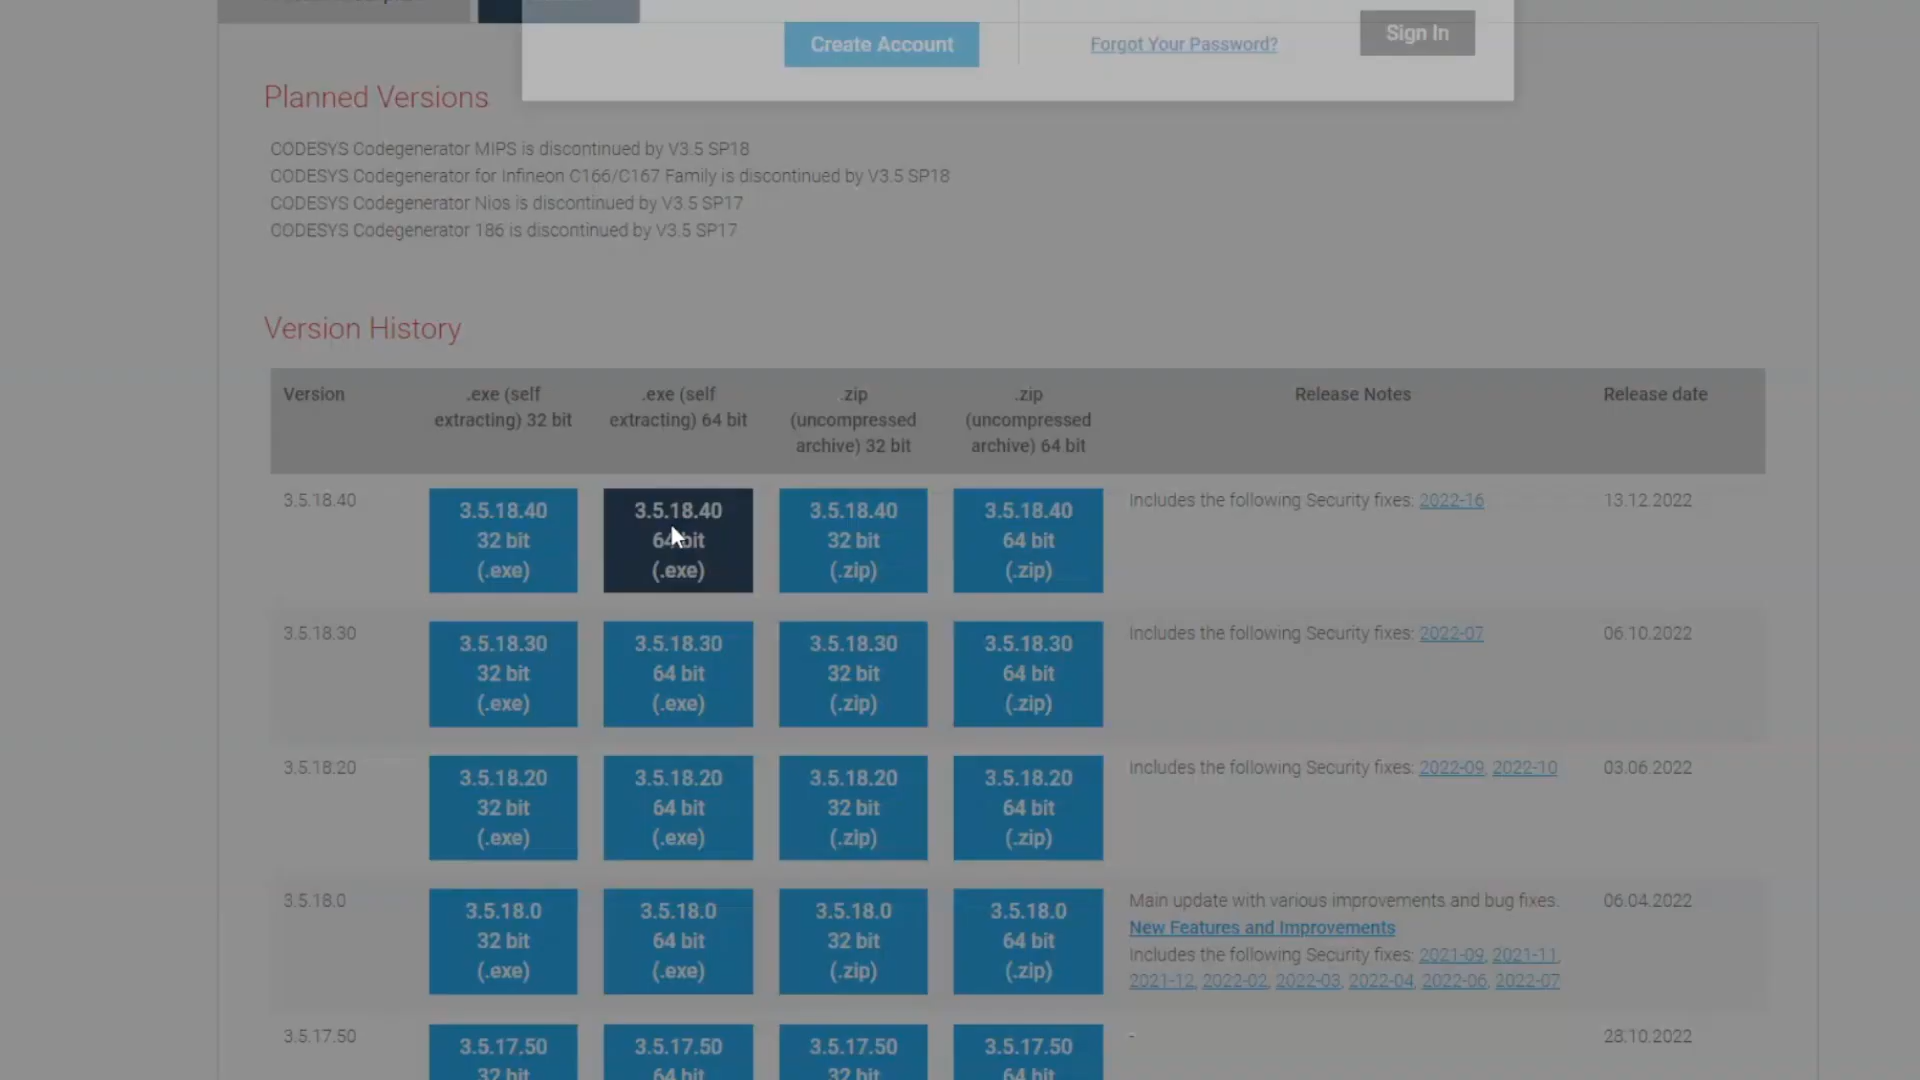 Create Account
Forgot Your Password?
Sign In
Planned Versions
CODESYS Codegenerator MIPS is discontinued by V3.5 SP18
CODESYS Codegenerator for Infineon C166/C167 Family is discontinued by V3.5 SP18
CODESYS Codegenerator Nios is discontinued by V3.5 SP17
CODESYS Codegenerator 186 is discontinued by V3.5 SP17
Version History
Version
.exe (self
extracting) 32 bit
.exe (self
extracting) 64 bit
.zip
(uncompressed
archive) 32 bit
.zip
(uncompressed
archive) 64 bit
Release Notes
Release date
3.5.18.40
3.5.18.40
32 bit
(.exe)
3.5.18.40
64 bit
(.exe)
3.5.18.40
32 bit
(.zip)
3.5.18.40
64 bit
(.zip)
Includes the following Security fixes: 2022-16
13.12.2022
3.5.18.30
3.5.18.30
32 bit
(.exe)
3.5.18.30
64 bit
(.exe)
3.5.18.30
32 bit
(.zip)
3.5.18.30
64 bit
(.zip)
Includes the following Security fixes: 2022-07
06.10.2022
3.5.18.20
3.5.18.20
32 bit
(.exe)
3.5.18.20
64 bit
(.exe)
3.5.18.20
32 bit
(.zip)
3.5.18.20
64 bit
(.zip)
Includes the following Security fixes: 2022-09, 2022-10
03.06.2022
3.5.18.0
3.5.18.0
32 bit
(.exe)
3.5.18.0
64 bit
(.exe)
3.5.18.0
32 bit
(.zip)
3.5.18.0
64 bit
(.zip)
Main update with various improvements and bug fixes.
New Features and Improvements
Includes the following Security fixes: 2021-09, 2021-11,
2021-12, 2022-02, 2022-03, 2022-04, 2022-06, 2022-07
06.04.2022
3.5.17.50
3.5.17.50
32 bit
3.5.17.50
64 bit
3.5.17.50
32 bit
3.5.17.50
64 bit
-
28.10.2022